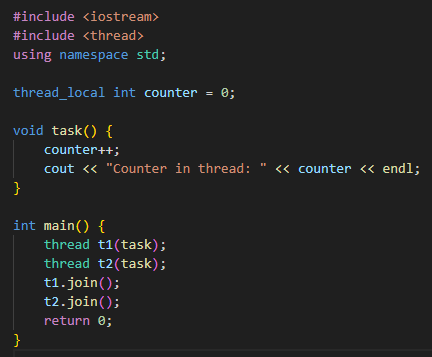 #include <iostream>
#include <thread>
using namespace std;

thread_local int counter = 0;

void task() {
    counter++;
    cout << "Counter in thread: " << counter << endl;
}

int main() {
    thread t1(task);
    thread t2(task);
    t1.join();
    t2.join();
    return 0;
}